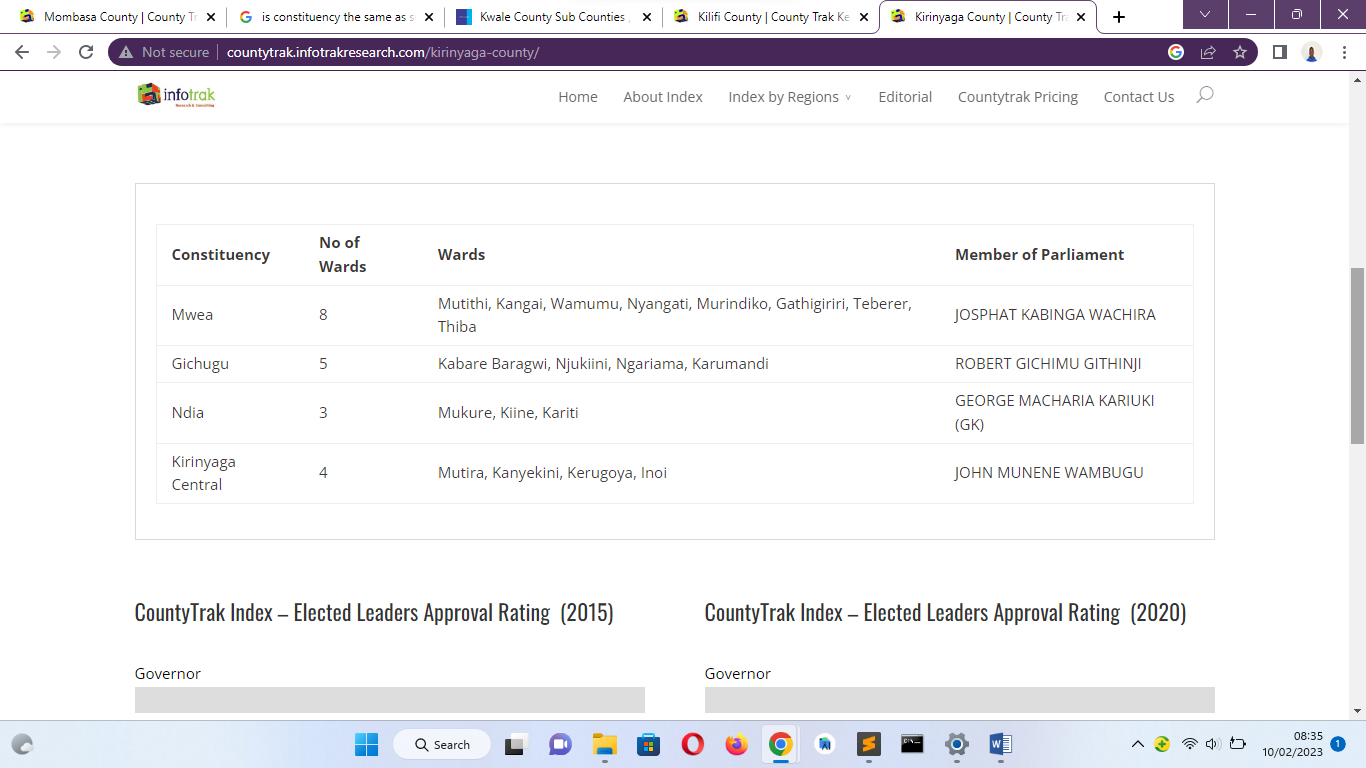 Mombasa County | County Tr
is constituency the same as s
Kwale County Sub Counties
Kilifi County | County Trak Ke
Kirinyaga County | County Tra
Not secure
countytrak.infotrakresearch.com/kirinyaga-county/
infotrak
Research & Consulting
Home
About Index
Index by Regions
Editorial
Countytrak Pricing
Contact Us
Constituency
No of
Wards
Wards
Member of Parliament
Mwea
8
Mutithi, Kangai, Wamumu, Nyangati, Murindiko, Gathigiriri, Teberer,
Thiba
JOSPHAT KABINGA WACHIRA
Gichugu
5
Kabare Baragwi, Njukiini, Ngariama, Karumandi
ROBERT GICHIMU GITHINJI
Ndia
3
Mukure, Kiine, Kariti
GEORGE MACHARIA KARIUKI
(GK)
Kirinyaga
Central
4
Mutira, Kanyekini, Kerugoya, Inoi
JOHN MUNENE WAMBUGU
CountyTrak Index – Elected Leaders Approval Rating (2015)
CountyTrak Index – Elected Leaders Approval Rating (2020)
Governor
Governor
Search
08:35
10/02/2023
1